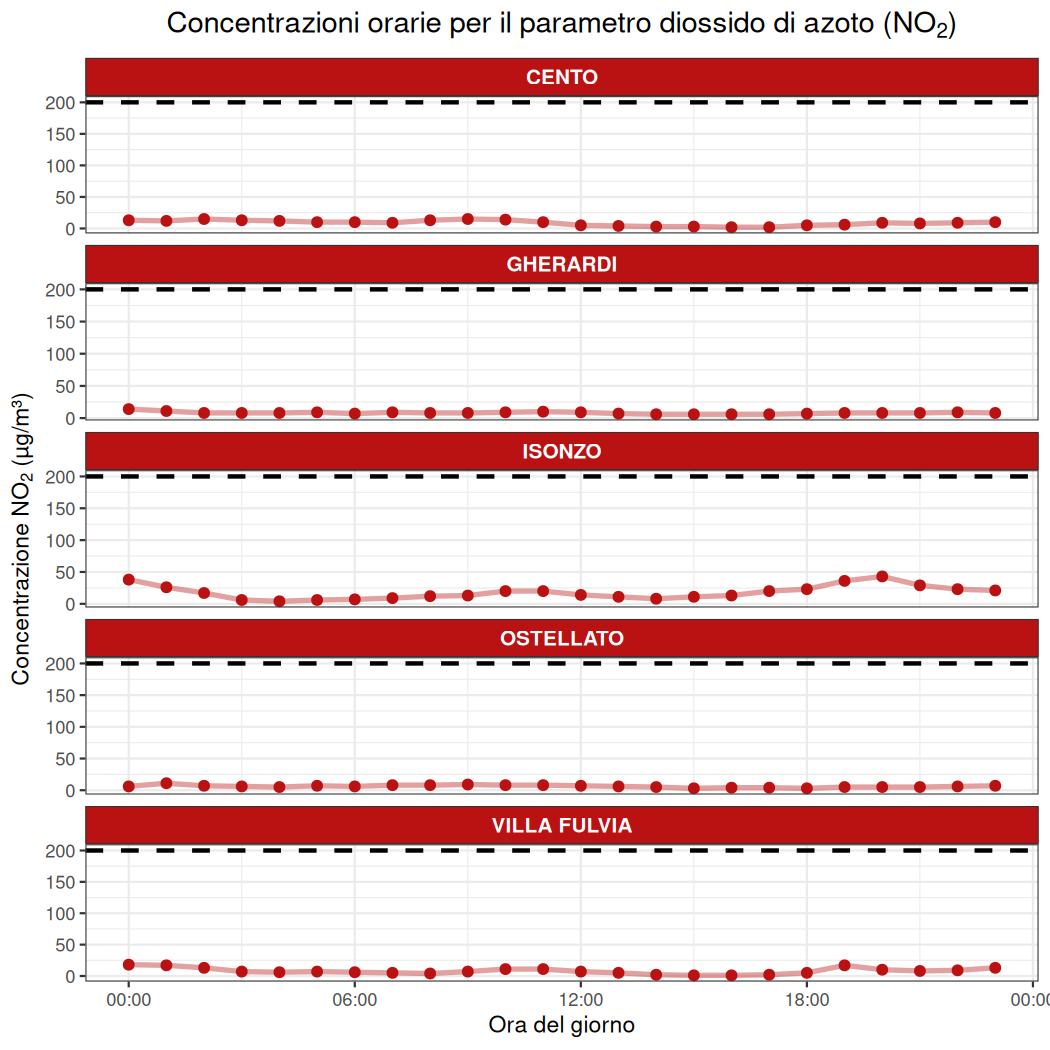 Concentrazioni orarie per il parametro diossido di azoto (NO₂)
Concentrazione NO₂ (µg/m³)
CENTO
200
150
100
50
0
GHERARDI
200
150
100
50
0
ISONZO
200
150
100
50
0
OSTELLATO
200
150
100
50
0
VILLA FULVIA
200
150
100
50
0
00:00 06:00 12:00 18:00 00:0
Ora del giorno